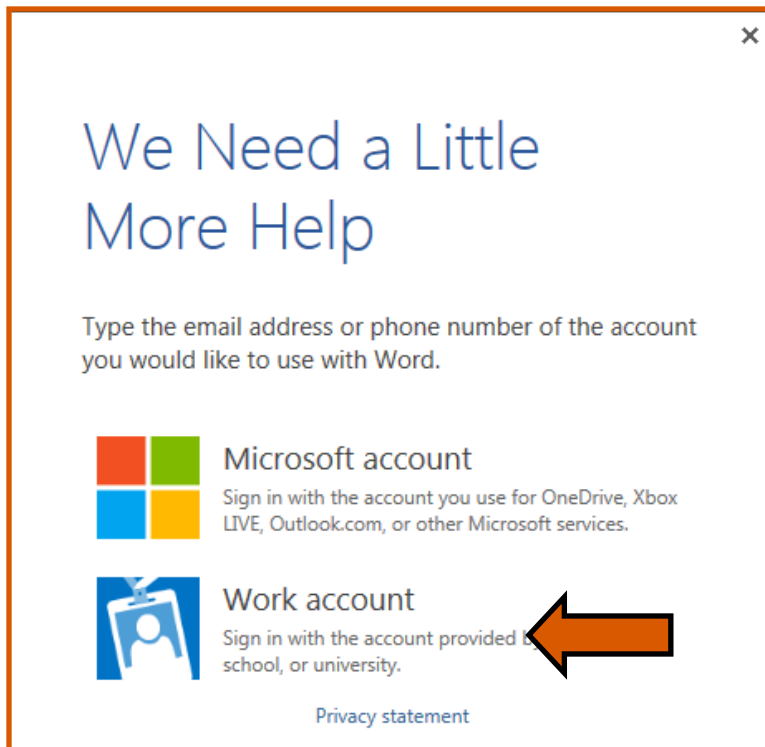 We Need a Little
More Help
Type the email address or phone number of the account
you would like to use with Word.
Microsoft account
Sign in with the account you use for OneDrive, Xbox
LIVE, Outlook.com, or other Microsoft services.
Work account
Sign in with the account provided
school, or university.
Privacy statement